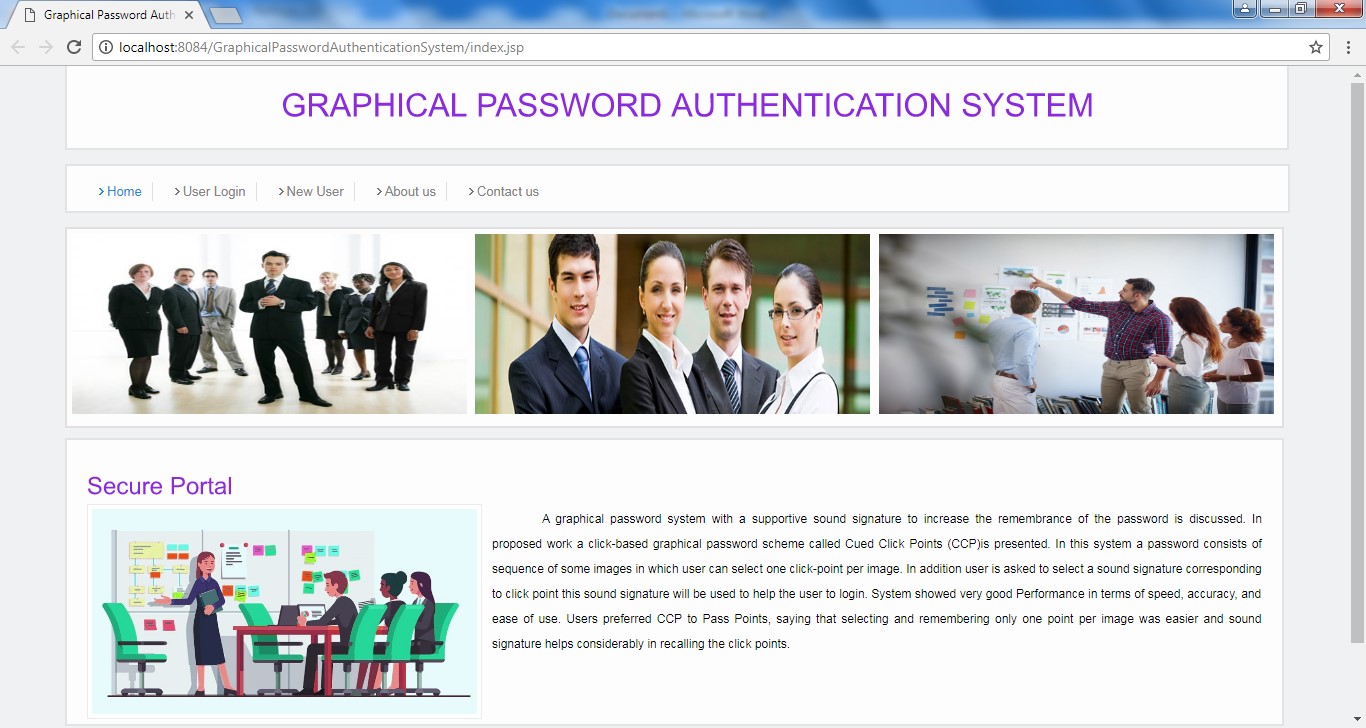 Graphical Password Auth
localhost:8084/GraphicalPasswordAuthenticationSystem/index.jsp
GRAPHICAL PASSWORD AUTHENTICATION SYSTEM
Home User Login New User About us Contact us
Secure Portal
A graphical password system with a supportive sound signature to increase the remembrance of the password is discussed. In
proposed work a click-based graphical password scheme called Cued Click Points (CCP)is presented. In this system a password consists of
sequence of some images in which user can select one click-point per image. In addition user is asked to select a sound signature corresponding
to click point this sound signature will be used to help the user to login. System showed very good Performance in terms of speed, accuracy, and
ease of use. Users preferred CCP to Pass Points, saying that selecting and remembering only one point per image was easier and sound
signature helps considerably in recalling the click points.